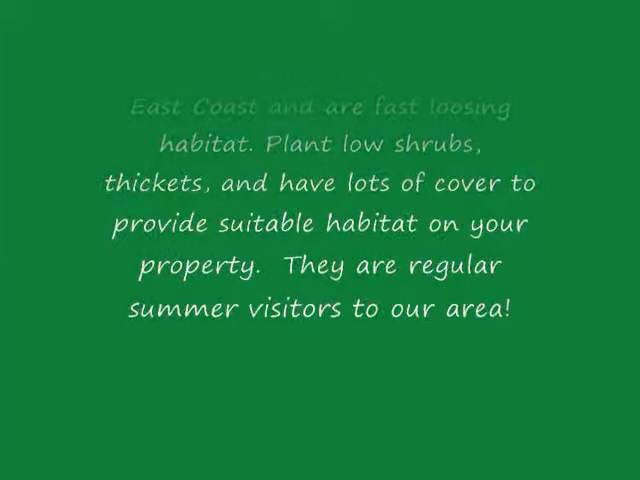 East Coast and are fast loosing
habitat. Plant low shrubs,
thickets, and have lots of cover to
provide suitable habitat on your
property. They are regular
summer visitors to our area!